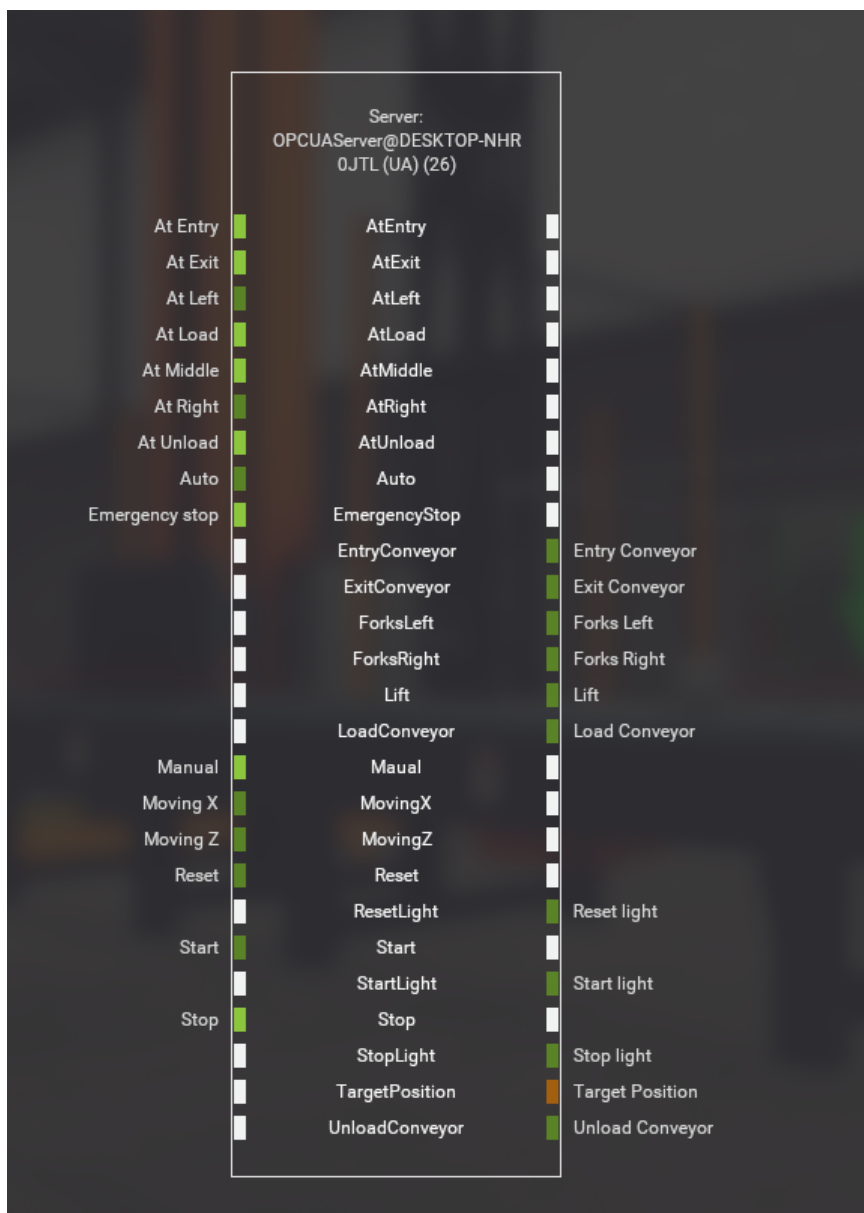 Server:
OPCUAServer@DESKTOP-NHR
0JTL (UA) (26)
At Entry AtEntry
At Exit AtExit
At Left AtLeft
At Load AtLoad
At Middle AtMiddle
At Right AtRight
At Unload AtUnload
Auto Auto
Emergency stop EmergencyStop
EntryConveyor Entry Conveyor
ExitConveyor Exit Conveyor
ForksLeft Forks Left
ForksRight Forks Right
Lift Lift
LoadConveyor Load Conveyor
Manual Maual
Moving X MovingX
Moving Z MovingZ
Reset Reset
ResetLight Reset light
Start Start
StartLight Start light
Stop Stop
StopLight Stop light
TargetPosition Target Position
UnloadConveyor Unload Conveyor